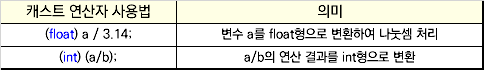 캐스트 연산자 사용법 의미
(float) a / 3.14; 변수 a를 float형으로 변환하여 나눗셈 처리
(int) (a/b); a/b의 연산 결과를 int형으로 변환